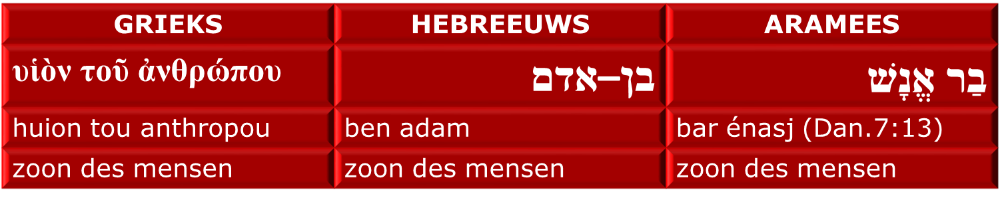 GRIEKS HEBREEUWS ARAMEES
υἱὸν τοῦ ἀνθρώπου בן–אדם בַּר אֱנָשׁ
huion tou anthropou ben adam bar énasj (Dan.7:13)
zoon des mensen zoon des mensen zoon des mensen